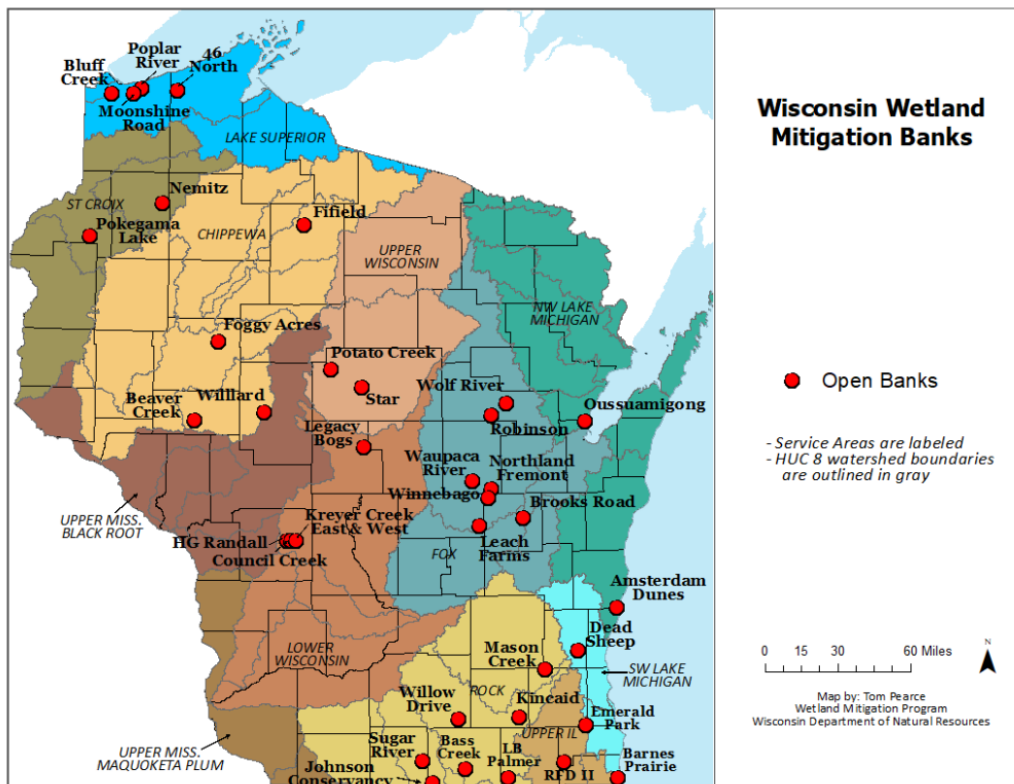 Wisconsin Wetland
Mitigation Banks
Open Banks
- Service Areas are labeled
- HUC 8 watershed boundaries
are outlined in gray
0 15 30 60 Miles
N
Map by: Tom Pearce
Wetland Mitigation Program
Wisconsin Department of Natural Resources
Poplar
River
46
North
Bluff
Creek
Moonshine
Road
LAKE SUPERIOR
Nemitz
ST CROIX
Pokegama
Lake
Fifield
CHIPPEWA
UPPER
WISCONSIN
NW LAKE
MICHIGAN
Foggy Acres
Potato Creek
Star
Wolf River
Robinson
Oussuamigong
Beaver
Creek
Willard
Legacy
Bogs
Waupaca
River
Northland
Fremont
Winnebago
Brooks Road
Leach
Farms
FOX
UPPER MISS.
BLACK ROOT
Kreyer Creek
East & West
HG Randall
Council Creek
Amsterdam
Dunes
Dead
Sheep
LOWER
WISCONSIN
Mason
Creek
SW LAKE
MICHIGAN
ROCK
Willow
Drive
Kincaid
Emerald
Park
UPPER IL
UPPER MISS.
MAQUOKETA PLUM
Sugar
River
Bass
Creek
LB
Palmer
RFD II
Barnes
Prairie
Johnson
Conservancy